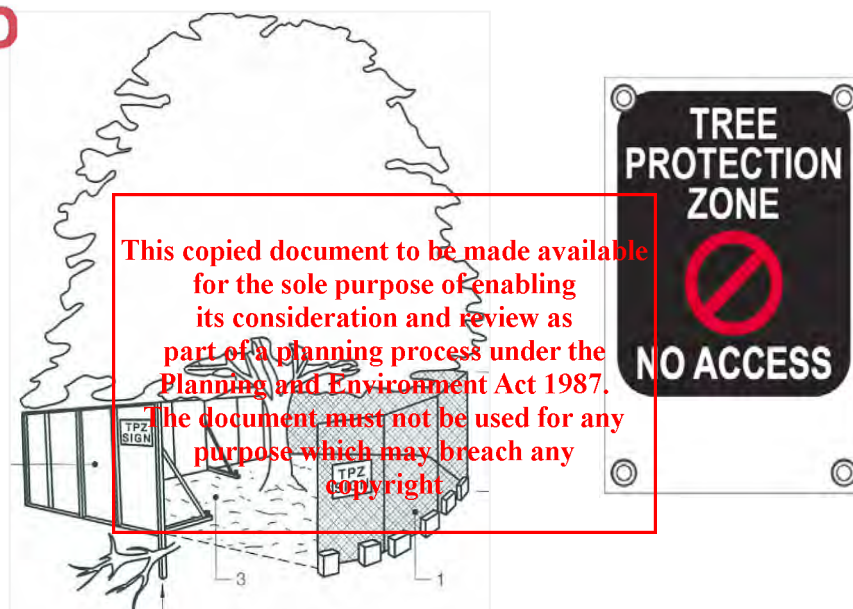 TREE
PROTECTION
ZONE
NO ACCESS
This copied document to be made available
for the sole purpose of enabling
its consideration and review as
part of a planning process under the
Planning and Environment Act 1987.
The document must not be used for any
purpose which may breach any
copyright
TPZ
SIGN
TPZ
SIGN
3
1